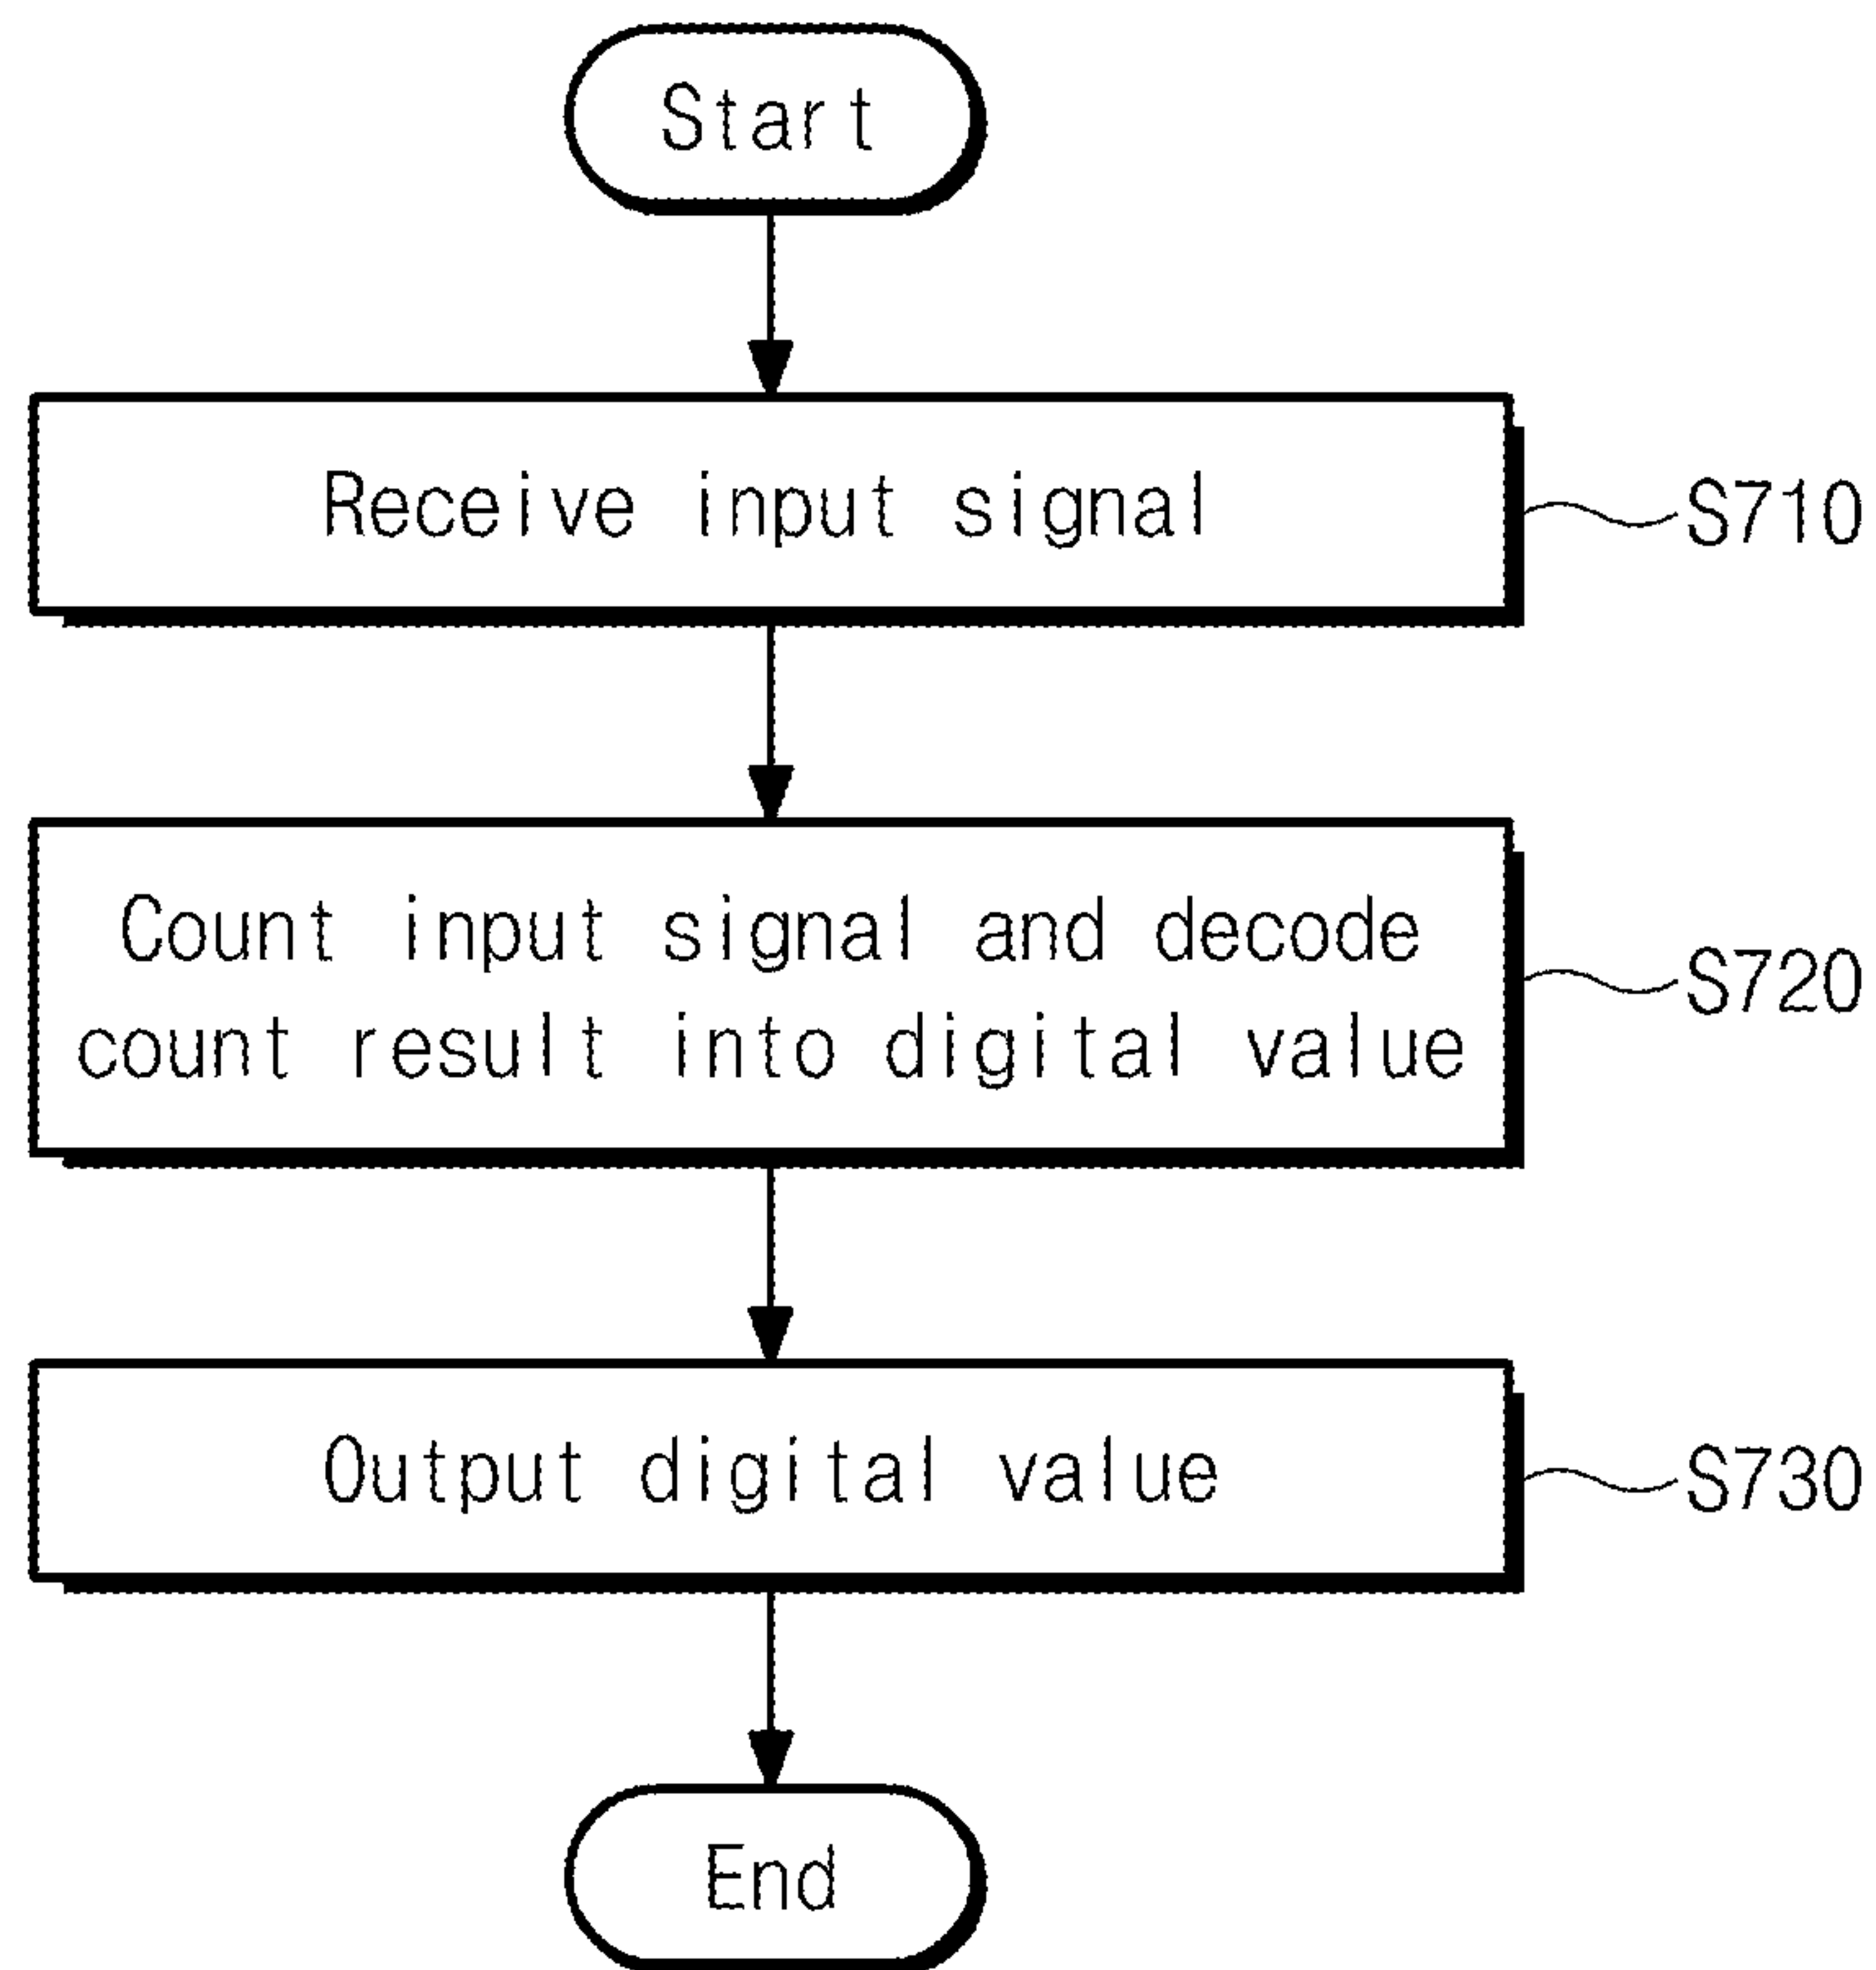 Start
Receive input signal
S710
Count input signal and decode
count result into digital value
S720
Output digital value
S730
End